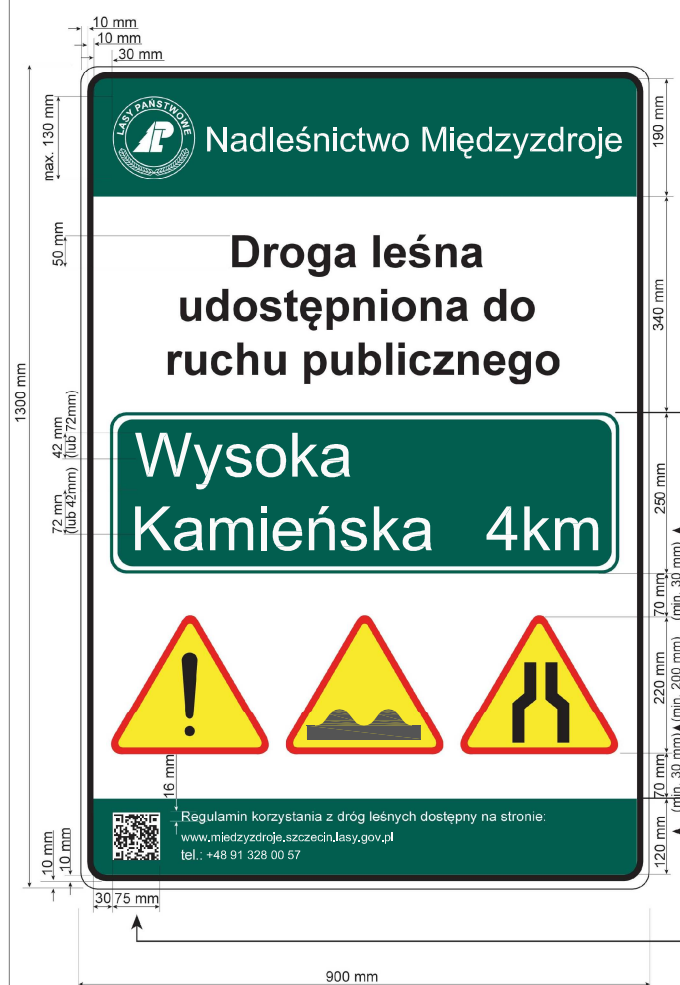 10 mm
10 mm
30 mm
max. 130 mm
LASY PAŃSTWOWE
Nadleśnictwo Międzyzdroje
190 mm
50 mm
Droga leśna
udostępniona do
ruchu publicznego
340 mm
1300 mm
42 mm
(lub 72mm)
72 mm
(lub 42mm)
Wysoka
Kamieńska 4km
250 mm
70 mm
(min. 30 mm)
220 mm
(min. 200 mm)
70 mm
(min. 30 mm)
16 mm
Regulamin korzystania z dróg leśnych dostępny na stronie:
www.miedzyzdroje.szczecin.lasy.gov.pl
tel.: +48 91 328 00 57
120 mm
10 mm
10 mm
30 75 mm
900 mm